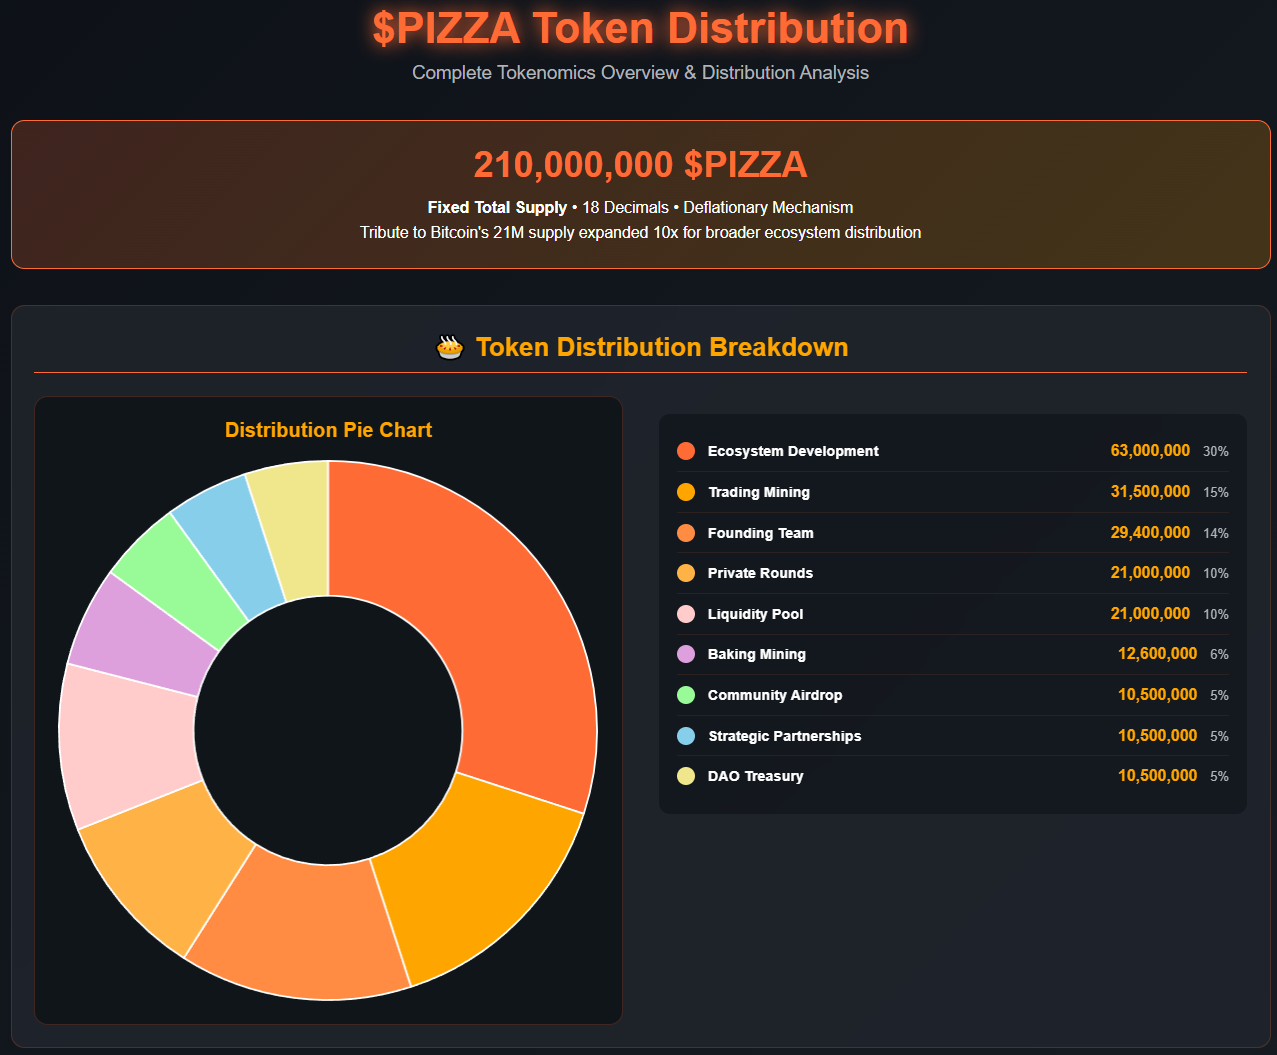 $PIZZA Token Distribution
Complete Tokenomics Overview & Distribution Analysis
210,000,000 $PIZZA
Fixed Total Supply • 18 Decimals • Deflationary Mechanism
Tribute to Bitcoin's 21M supply expanded 10x for broader ecosystem distribution
Token Distribution Breakdown
Distribution Pie Chart
Ecosystem Development 63,000,000 30%
Trading Mining 31,500,000 15%
Founding Team 29,400,000 14%
Private Rounds 21,000,000 10%
Liquidity Pool 21,000,000 10%
Baking Mining 12,600,000 6%
Community Airdrop 10,500,000 5%
Strategic Partnerships 10,500,000 5%
DAO Treasury 10,500,000 5%